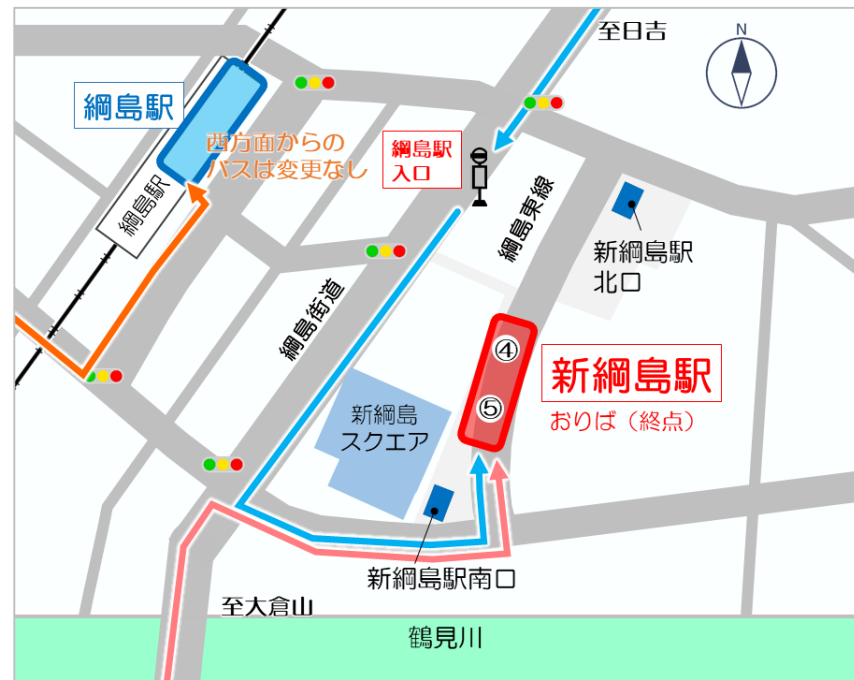 至日吉
N
綱島駅
西方面からの
バスは変更なし
綱島駅
入口
綱島駅
綱島東線
新綱島駅
北口
綱島街道
④
新綱島駅
おりば（終点）
⑤
新綱島
スクエア
新綱島駅南口
至大倉山
鶴見川